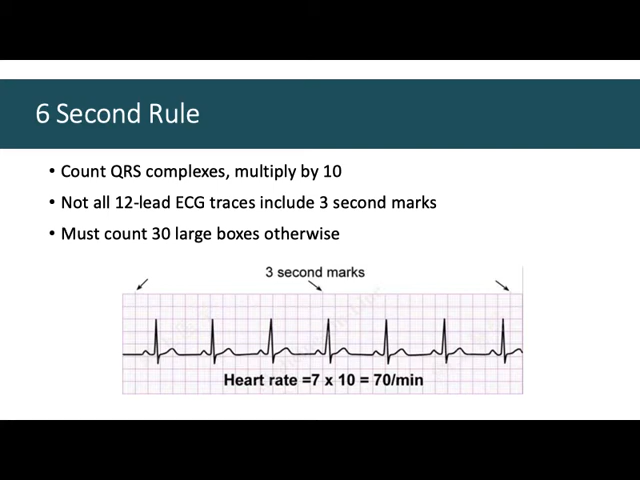 6 Second Rule
• Count QRS complexes, multiply by 10
• Not all 12-lead ECG traces include 3 second marks
• Must count 30 large boxes otherwise
3 second marks
Heart rate =7 x 10 = 70/min